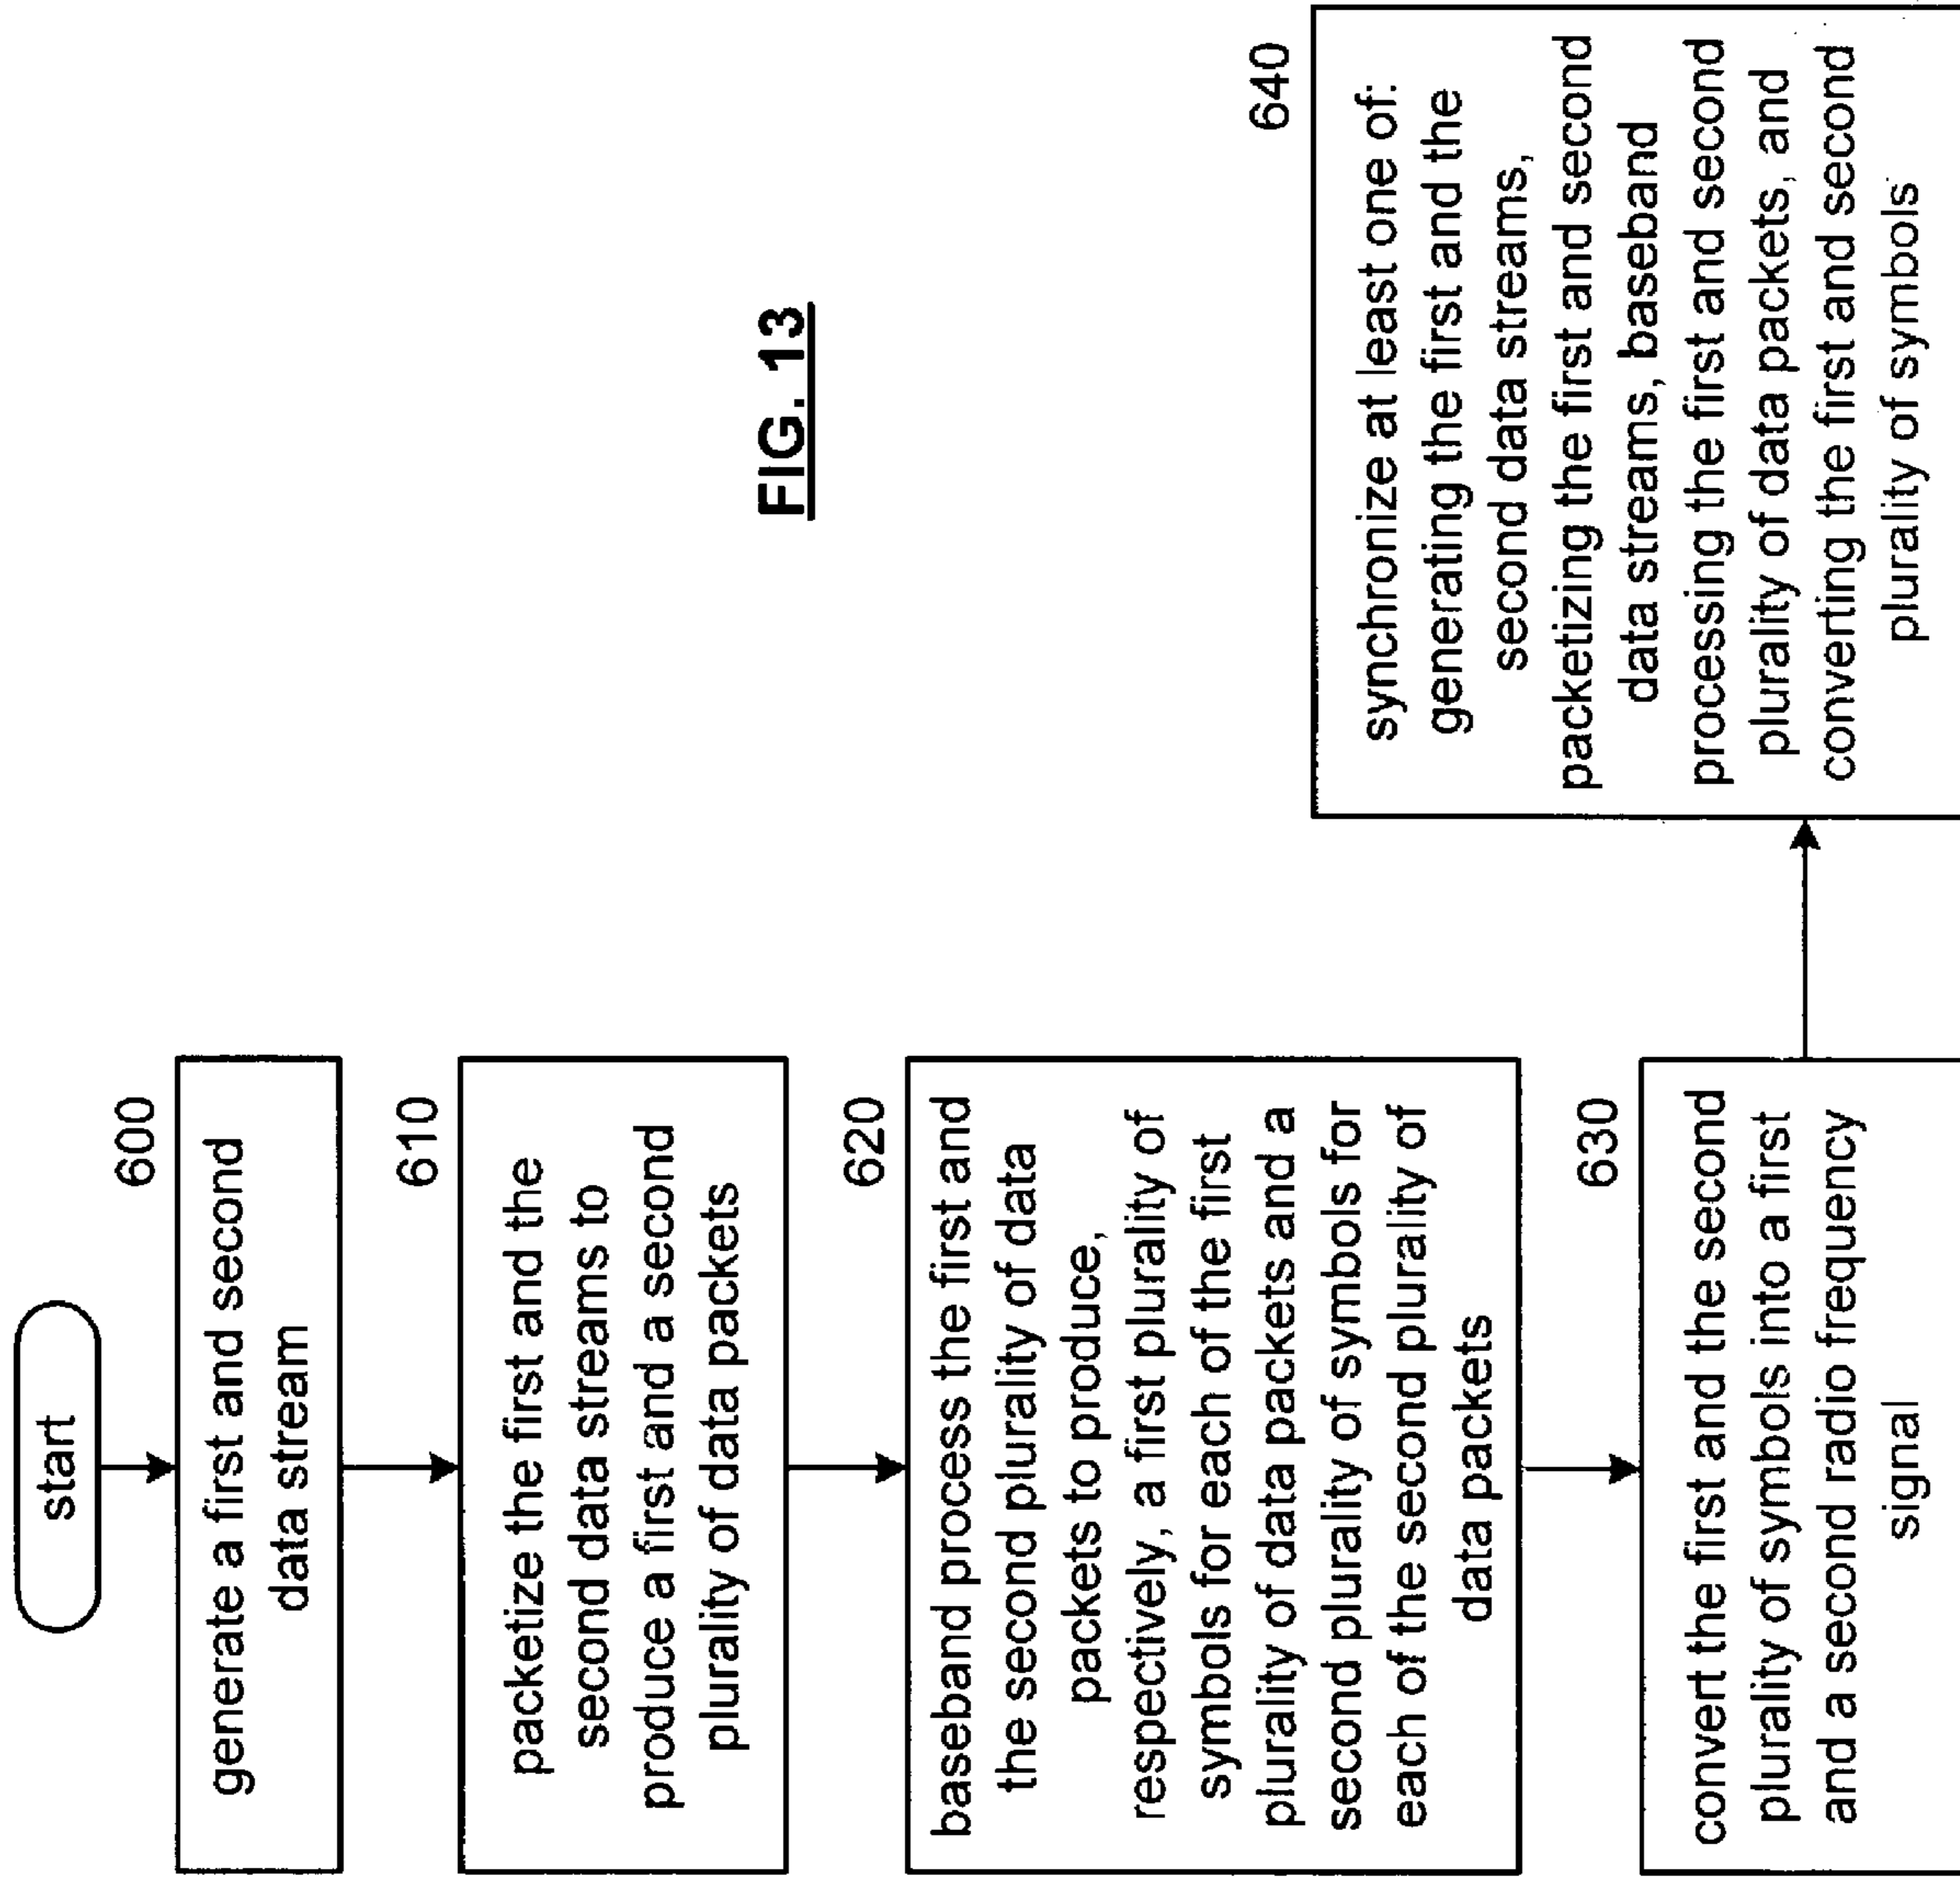 start
600
generate a first and second
data stream
610
packetize the first and the
second data streams to
produce a first and a second
plurality of data packets
620
baseband process the first and
the second plurality of data
packets to produce,
respectively, a first plurality of
symbols for each of the first
plurality of data packets and a
second plurality of symbols for
each of the second plurality of
data packets
630
convert the first and the second
plurality of symbols into a first
and a second radio frequency
signal
640
synchronize at least one of:
generating the first and the
second data streams,
packetizing the first and second
data streams, baseband
processing the first and second
plurality of data packets, and
converting the first and second
plurality of symbols
FIG. 13